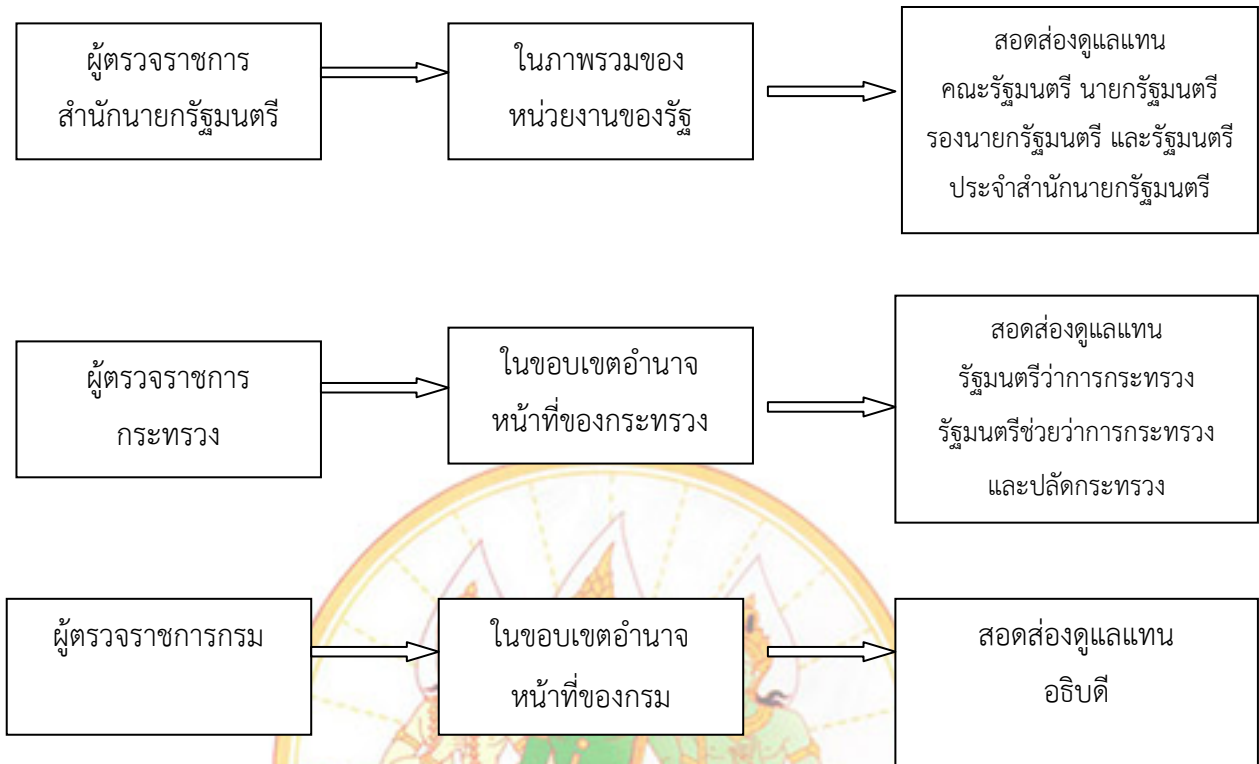 ผู้ตรวจราชการ
สำนักนายกรัฐมนตรี
ในภาพรวมของ
หน่วยงานของรัฐ
สอดส่องดูแลแทน
คณะรัฐมนตรี นายกรัฐมนตรี
รองนายกรัฐมนตรี และรัฐมนตรี
ประจำสำนักนายกรัฐมนตรี
ผู้ตรวจราชการ
กระทรวง
ในขอบเขตอำนาจ
หน้าที่ของกระทรวง
สอดส่องดูแลแทน
รัฐมนตรีว่าการกระทรวง
รัฐมนตรีช่วยว่าการกระทรวง
และปลัดกระทรวง
ผู้ตรวจราชการกรม
ในขอบเขตอำนาจ
หน้าที่ของกรม
สอดส่องดูแลแทน
อธิบดี